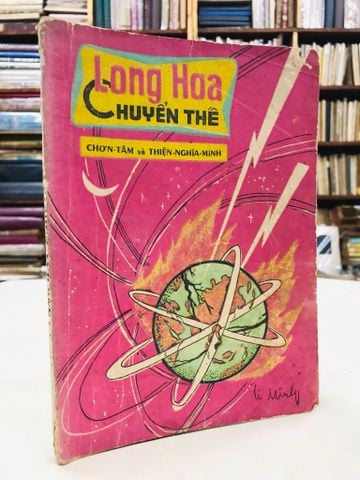 Long Hoa
CHUYỂN THẾ
CHƠN-TÂM và THIỆN-NGHĨA-MINH